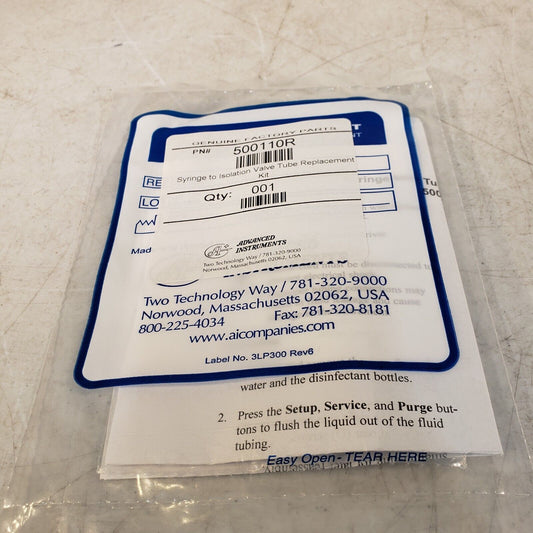 GENUINE FACTORY PARTS
PN# 500110R
Syringe to Isolation Valve Tube Replacement
Kit
Qty: 001
ADVANCED
INSTRUMENTS
Two Technology Way / 781-320-9000
Norwood, Massachusetts 02062, USA
RE
LO
Made
Two Technology Way / 781-320-9000
Norwood, Massachusetts 02062, USA
800-225-4034 Fax: 781-320-8181
www.aicompanies.com
Label No. 3LP300 Rev6
water and the disinfectant bottles.
2. Press the Setup, Service, and Purge but-
tons to flush the liquid out of the fluid
tubing.
Easy Open - TEAR HERE